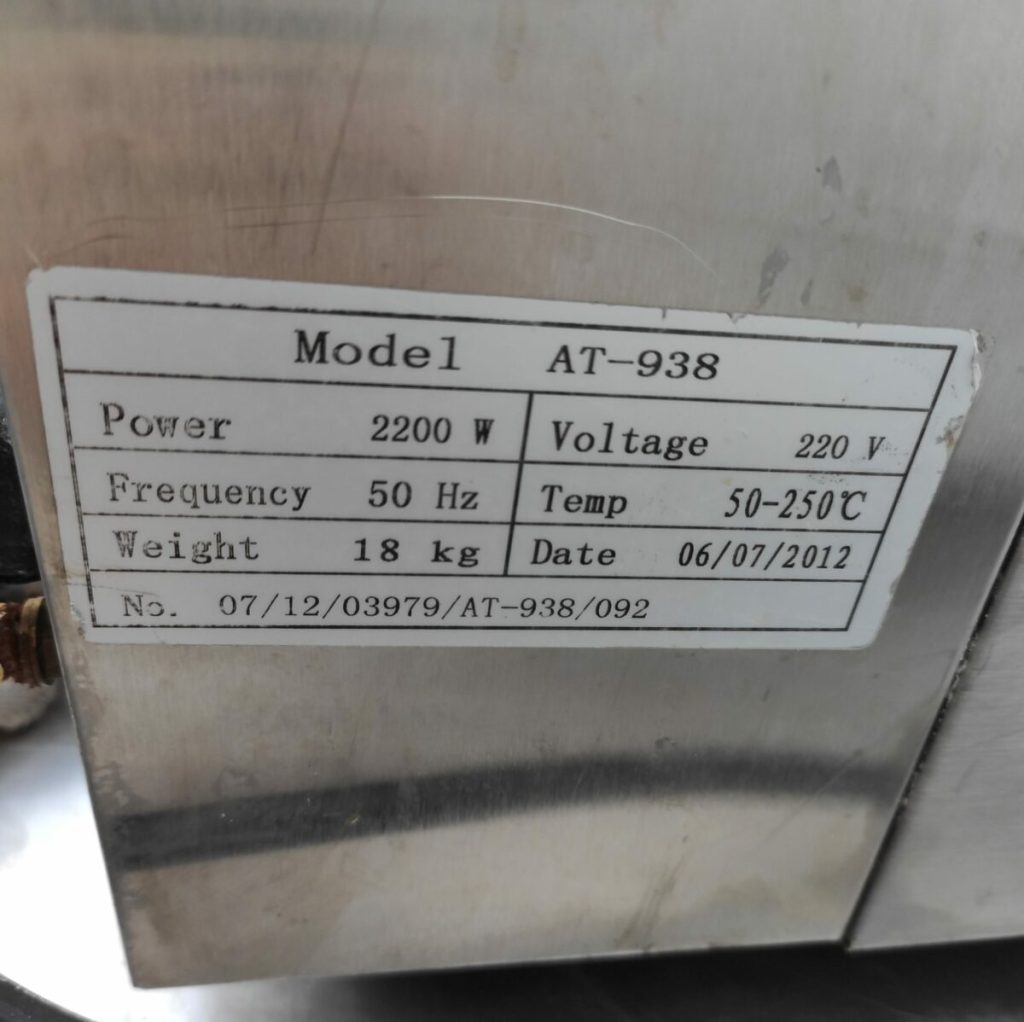 Model AT-938
Power 2200 W Voltage 220 V
Frequency 50 Hz Temp 50-250℃
Weight 18 kg Date 06/07/2012
No. 07/12/03979/AT-938/092